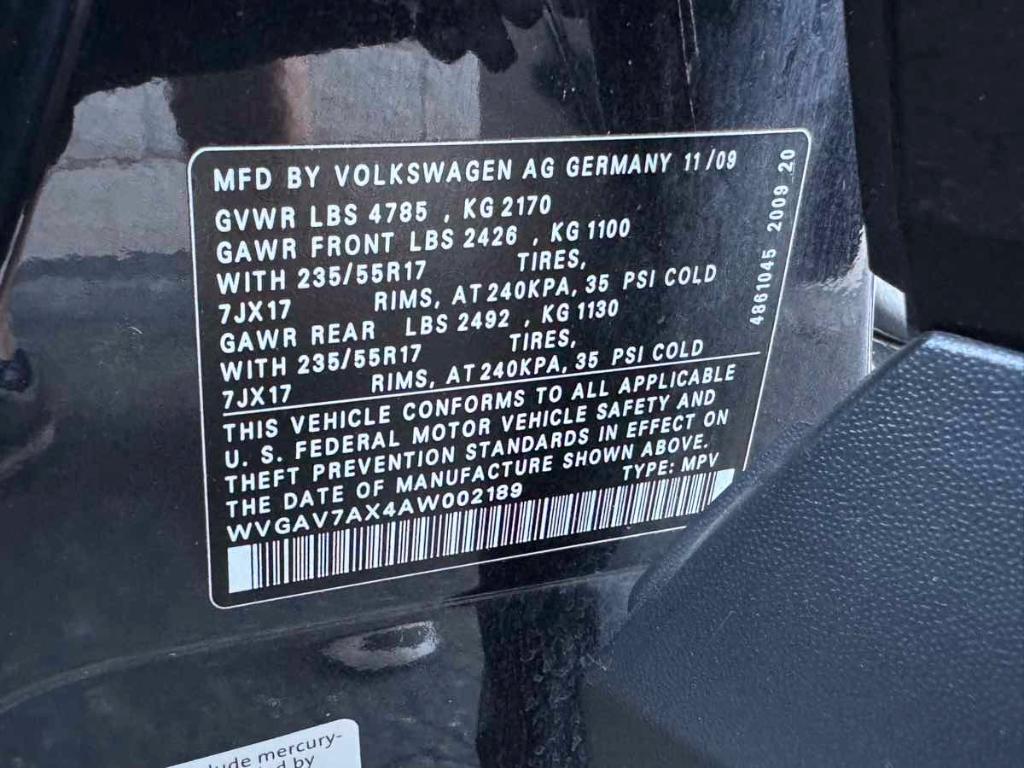 MFD BY VOLKSWAGEN AG GERMANY 11/09
GVWR LBS 4785 , KG 2170
GAWR FRONT LBS 2426 , KG 1100
WITH 235/55R17 TIRES,
7JX17 RIMS, AT 240KPA, 35 PSI COLD
GAWR REAR LBS 2492 , KG 1130
WITH 235/55R17 TIRES,
7JX17 RIMS, AT 240KPA, 35 PSI COLD
THIS VEHICLE CONFORMS TO ALL APPLICABLE
U. S. FEDERAL MOTOR VEHICLE SAFETY AND
THEFT PREVENTION STANDARDS IN EFFECT ON
THE DATE OF MANUFACTURE SHOWN ABOVE.
WVGAV7AX4AW002189 TYPE: MPV
4861045 2009 20
mercury-
by